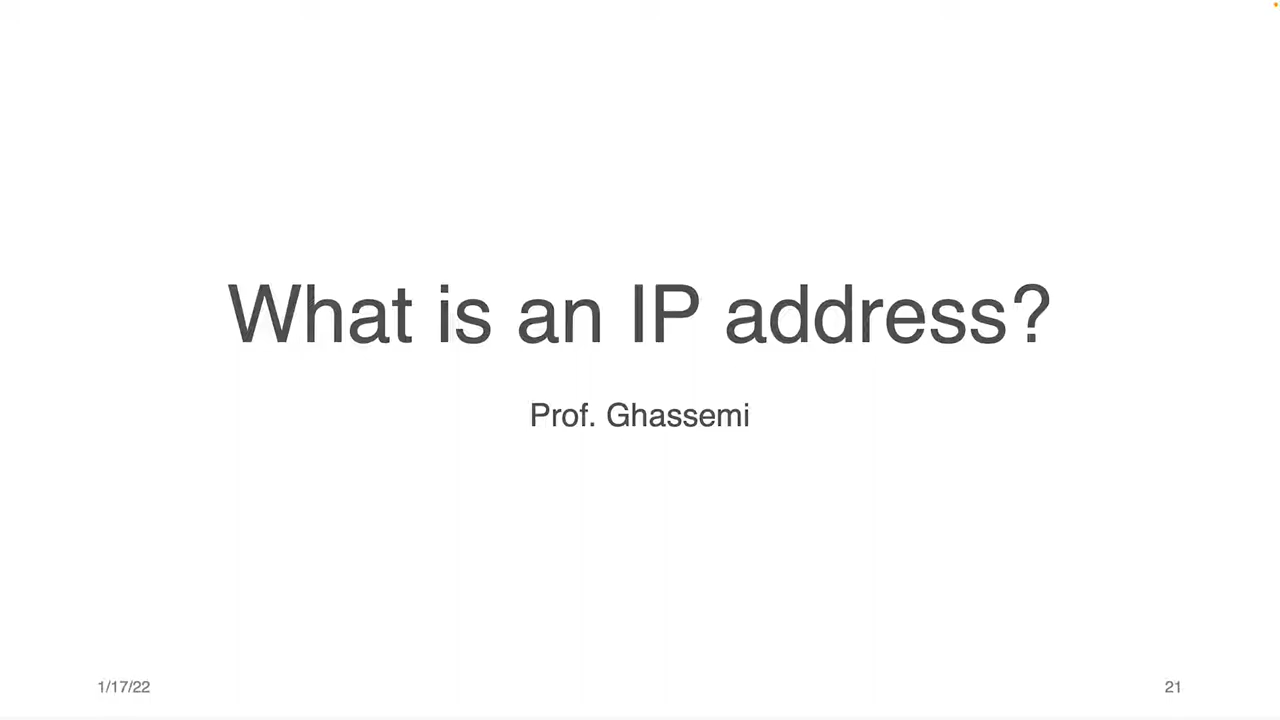 What is an IP address?
Prof. Ghassemi
1/17/22
21